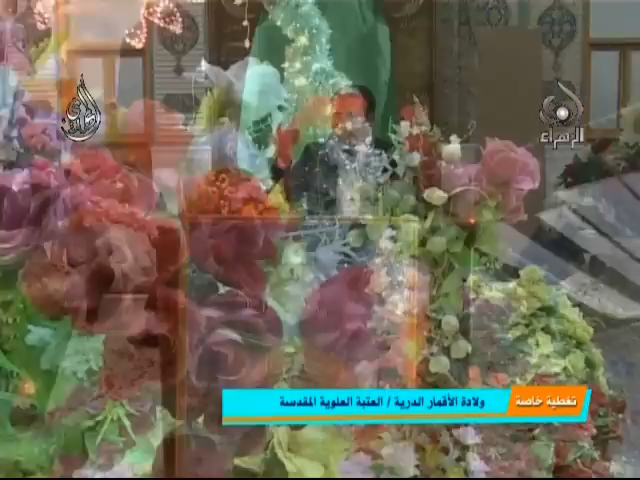 الزهراء
تغطية خاصة
ولادة الأقمار الدرية / العتبة العلوية المقدسة